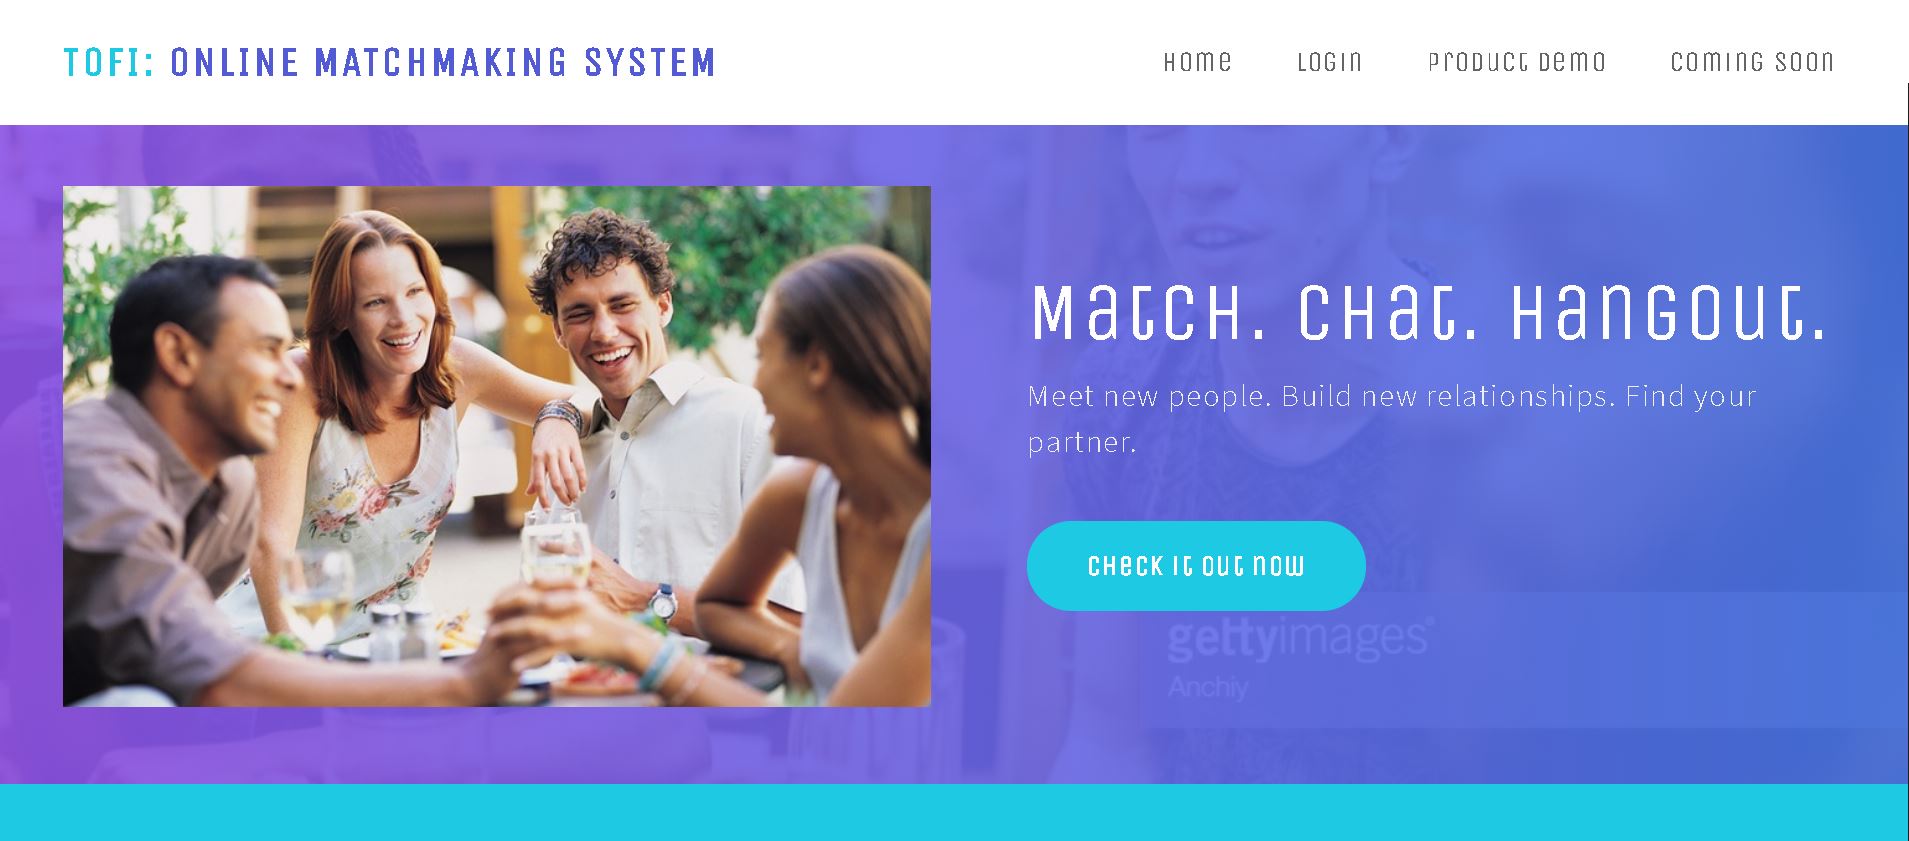 TOFI: ONLINE MATCHMAKING SYSTEM
Home
Login
Product Demo
Coming Soon
Match. Chat. Hangout.
Meet new people. Build new relationships. Find your
partner.
Check it out now
gettyimages®
Anchiy